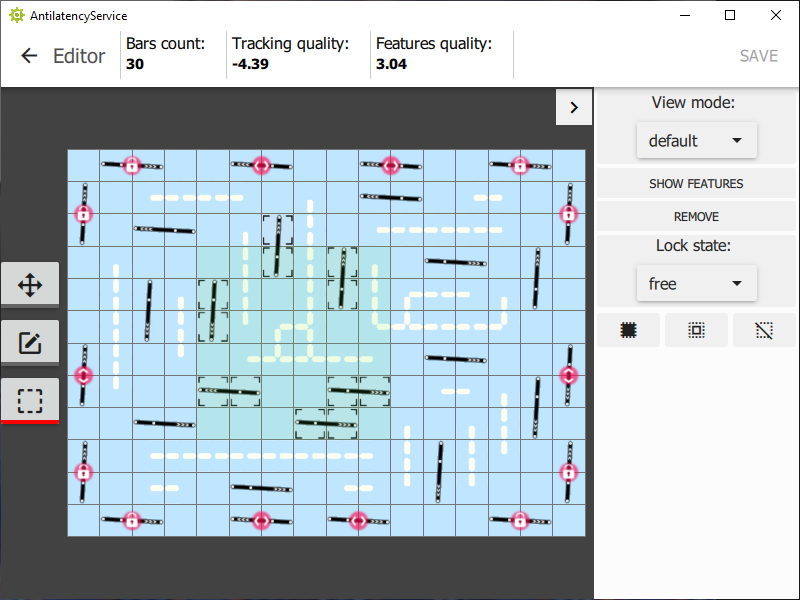 AntilatencyService
Editor
Bars count:
30
Tracking quality:
-4.39
Features quality:
3.04
SAVE
View mode:
default
SHOW FEATURES
REMOVE
Lock state:
free